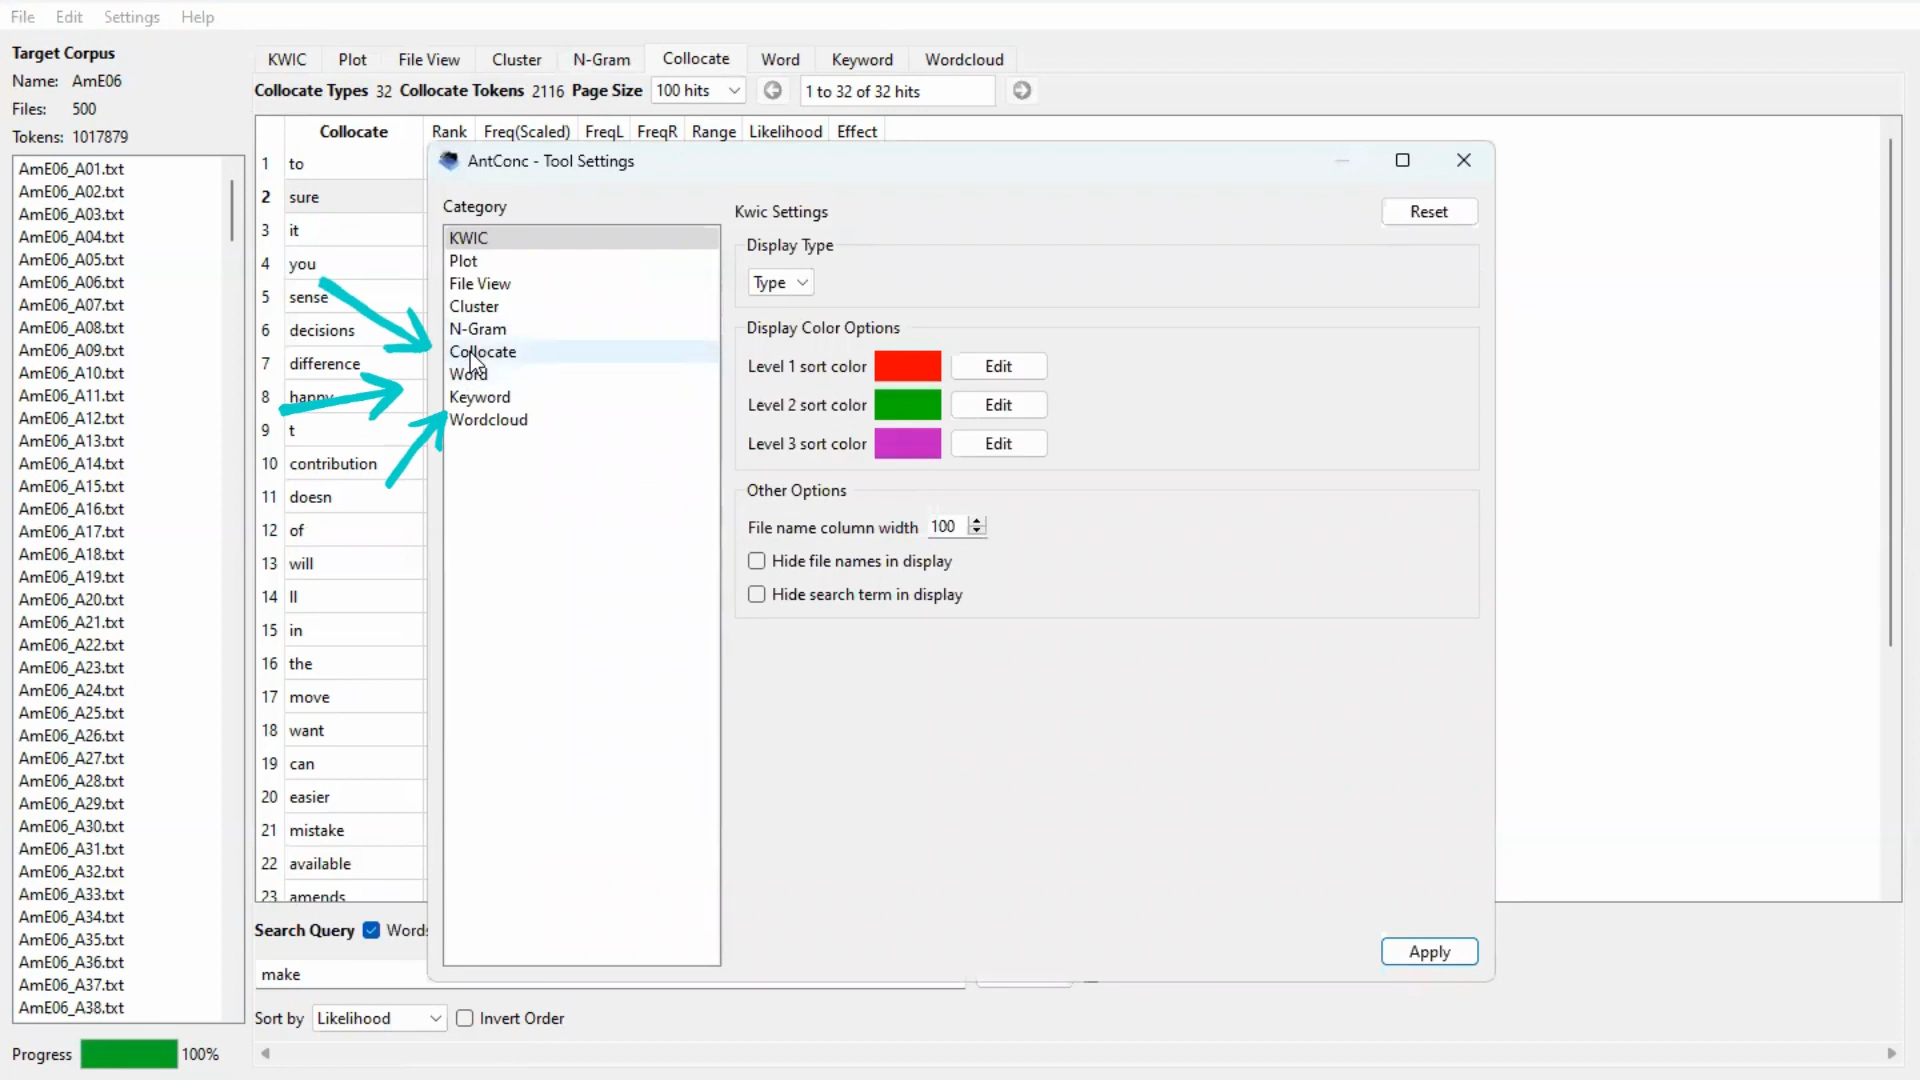 File Edit Settings Help
Target Corpus
Name: AmE06
Files: 500
Tokens: 1017879
AmE06_A01.txt
AmE06_A02.txt
AmE06_A03.txt
AmE06_A04.txt
AmE06_A05.txt
AmE06_A06.txt
AmE06_A07.txt
AmE06_A08.txt
AmE06_A09.txt
AmE06_A10.txt
AmE06_A11.txt
AmE06_A12.txt
AmE06_A13.txt
AmE06_A14.txt
AmE06_A15.txt
AmE06_A16.txt
AmE06_A17.txt
AmE06_A18.txt
AmE06_A19.txt
AmE06_A20.txt
AmE06_A21.txt
AmE06_A22.txt
AmE06_A23.txt
AmE06_A24.txt
AmE06_A25.txt
AmE06_A26.txt
AmE06_A27.txt
AmE06_A28.txt
AmE06_A29.txt
AmE06_A30.txt
AmE06_A31.txt
AmE06_A32.txt
AmE06_A33.txt
AmE06_A34.txt
AmE06_A35.txt
AmE06_A36.txt
AmE06_A37.txt
AmE06_A38.txt
Progress 100%
KWIC Plot File View Cluster N-Gram Collocate Word Keyword Wordcloud
Collocate Types 32 Collocate Tokens 2116 Page Size 100 hits 1 to 32 of 32 hits
Collocate Rank Freq(Scaled) FreqL FreqR Range Likelihood Effect
1 to
2 sure
3 it
4 you
5 sense
6 decisions
7 difference
8 happy
9 t
10 contribution
11 doesn
12 of
13 will
14 ll
15 in
16 the
17 move
18 want
19 can
20 easier
21 mistake
22 available
23 amends
Search Query Words
make
Sort by Likelihood Invert Order
AntConc - Tool Settings
Category
KWIC
Plot
File View
Cluster
N-Gram
Collocate
Word
Keyword
Wordcloud
Kwic Settings Reset
Display Type
Type
Display Color Options
Level 1 sort color Edit
Level 2 sort color Edit
Level 3 sort color Edit
Other Options
File name column width 100
Hide file names in display
Hide search term in display
Apply